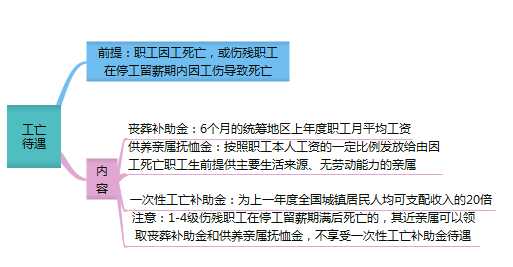 前提：职工因工死亡，或伤残职工
在停工留薪期内因工伤导致死亡
工亡
待遇
内
容
丧葬补助金：6个月的统筹地区上年度职工月平均工资
供养亲属抚恤金：按照职工本人工资的一定比例发放给由因
工死亡职工生前提供主要生活来源、无劳动能力的亲属
一次性工亡补助金：为上一年度全国城镇居民人均可支配收入的20倍
注意：1-4级伤残职工在停工留薪期满后死亡的，其近亲属可以领
取丧葬补助金和供养亲属抚恤金，不享受一次性工亡补助金待遇